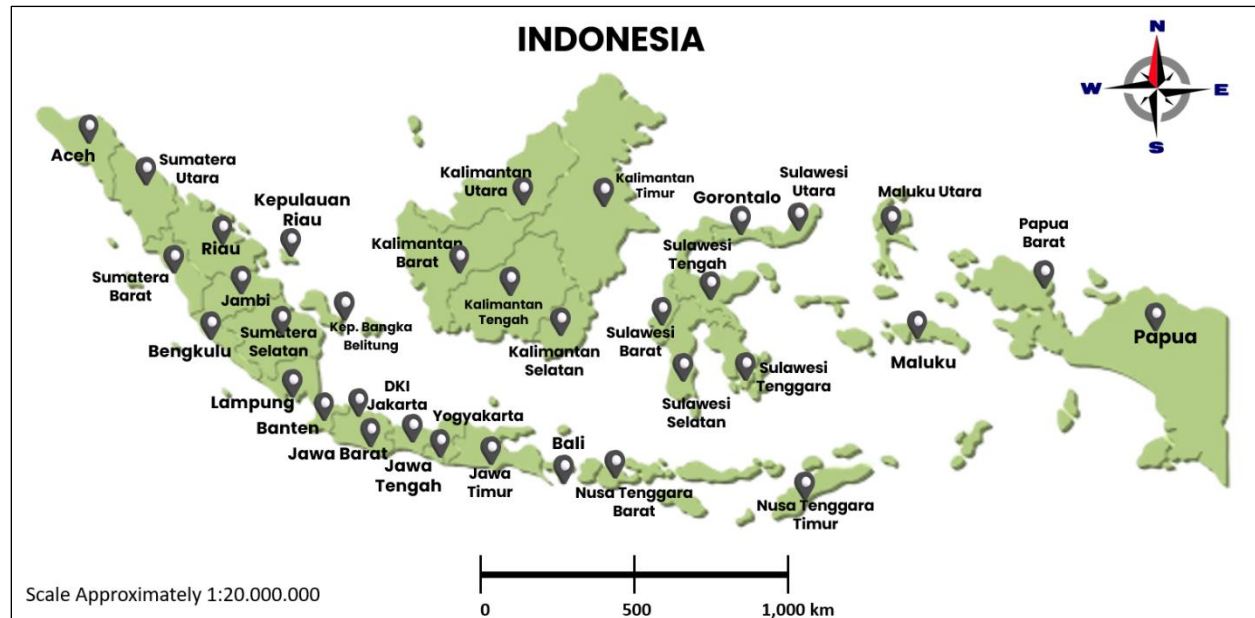 INDONESIA
N
W
E
S
Aceh
Sumatera
Utara
Kepulauan
Riau
Riau
Sumatera
Barat
Jambi
Bengkulu
Sumatera
Selatan
Kep. Bangka
Belitung
Lampung
Banten
DKI
Jakarta
Jawa Barat
Jawa
Tengah
Yogyakarta
Jawa
Timur
Bali
Nusa Tenggara
Barat
Nusa Tenggara
Timur
Kalimantan
Utara
Kalimantan
Timur
Kalimantan
Barat
Kalimantan
Tengah
Kalimantan
Selatan
Gorontalo
Sulawesi
Utara
Sulawesi
Tengah
Sulawesi
Barat
Sulawesi
Selatan
Sulawesi
Tenggara
Maluku Utara
Maluku
Papua
Barat
Papua
Scale Approximately 1:20.000.000
0
500
1,000 km